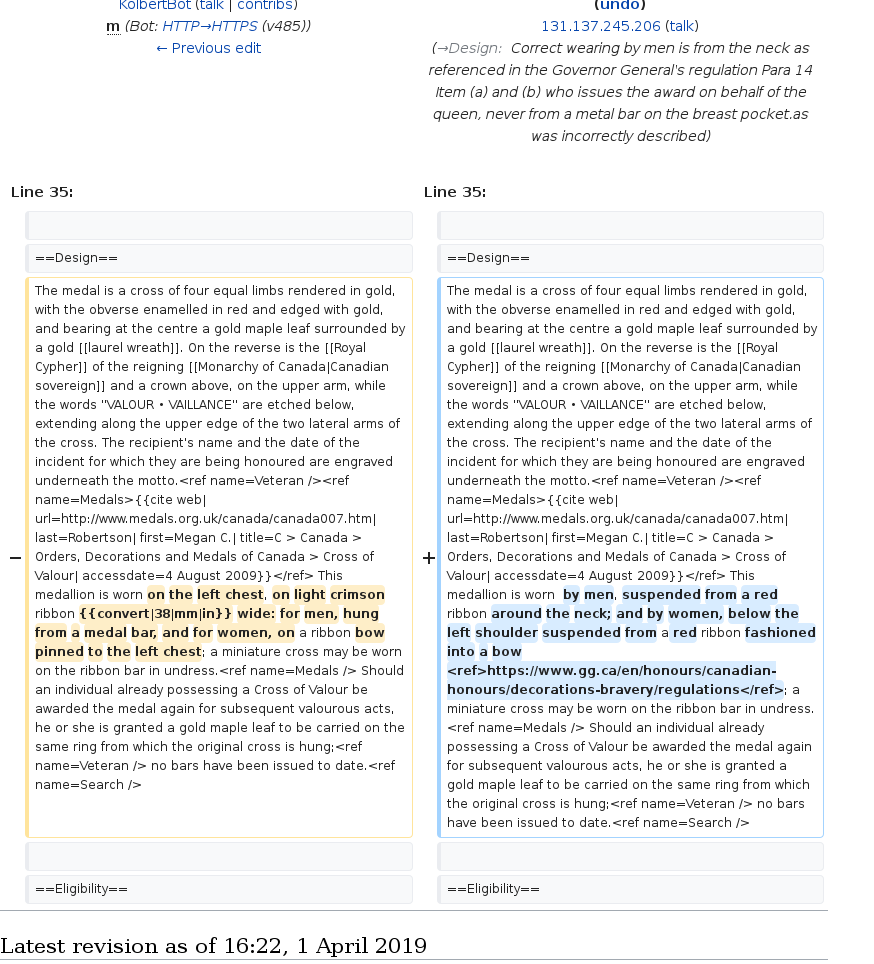 KolbertBot (talk | contribs)
m (Bot: HTTP→HTTPS (v485))
← Previous edit
(undo)
131.137.245.206 (talk)
(→Design:  Correct wearing by men is from the neck as
referenced in the Governor General's regulation Para 14
Item (a) and (b) who issues the award on behalf of the
queen, never from a metal bar on the breast pocket.as
was incorrectly described)
Line 35:
==Design==
−
The medal is a cross of four equal limbs rendered in gold,
with the obverse enamelled in red and edged with gold,
and bearing at the centre a gold maple leaf surrounded by
a gold [[laurel wreath]]. On the reverse is the [[Royal
Cypher]] of the reigning [[Monarchy of Canada|Canadian
sovereign]] and a crown above, on the upper arm, while
the words "VALOUR • VAILLANCE" are etched below,
extending along the upper edge of the two lateral arms of
the cross. The recipient's name and the date of the
incident for which they are being honoured are engraved
underneath the motto.<ref name=Veteran /><ref
name=Medals>{{cite web|
url=http://www.medals.org.uk/canada/canada007.htm|
last=Robertson| first=Megan C.| title=C > Canada >
Orders, Decorations and Medals of Canada > Cross of
Valour| accessdate=4 August 2009}}</ref> This
medallion is worn on the left chest, on light crimson
ribbon {{convert|38|mm|in}} wide: for men, hung
from a medal bar, and for women, on a ribbon bow
pinned to the left chest; a miniature cross may be worn
on the ribbon bar in undress.<ref name=Medals /> Should
an individual already possessing a Cross of Valour be
awarded the medal again for subsequent valourous acts,
he or she is granted a gold maple leaf to be carried on the
same ring from which the original cross is hung;<ref
name=Veteran /> no bars have been issued to date.<ref
name=Search />
==Eligibility==
Line 35:
==Design==
+
The medal is a cross of four equal limbs rendered in gold,
with the obverse enamelled in red and edged with gold,
and bearing at the centre a gold maple leaf surrounded by
a gold [[laurel wreath]]. On the reverse is the [[Royal
Cypher]] of the reigning [[Monarchy of Canada|Canadian
sovereign]] and a crown above, on the upper arm, while
the words "VALOUR • VAILLANCE" are etched below,
extending along the upper edge of the two lateral arms of
the cross. The recipient's name and the date of the
incident for which they are being honoured are engraved
underneath the motto.<ref name=Veteran /><ref
name=Medals>{{cite web|
url=http://www.medals.org.uk/canada/canada007.htm|
last=Robertson| first=Megan C.| title=C > Canada >
Orders, Decorations and Medals of Canada > Cross of
Valour| accessdate=4 August 2009}}</ref> This
medallion is worn  by men, suspended from a red
ribbon around the neck; and by women, below the
left shoulder suspended from a red ribbon fashioned
into a bow
<ref>https://www.gg.ca/en/honours/canadian-
honours/decorations-bravery/regulations</ref>; a
miniature cross may be worn on the ribbon bar in undress.
<ref name=Medals /> Should an individual already
possessing a Cross of Valour be awarded the medal again
for subsequent valourous acts, he or she is granted a
gold maple leaf to be carried on the same ring from which
the original cross is hung;<ref name=Veteran /> no bars
have been issued to date.<ref name=Search />
==Eligibility==
Latest revision as of 16:22, 1 April 2019